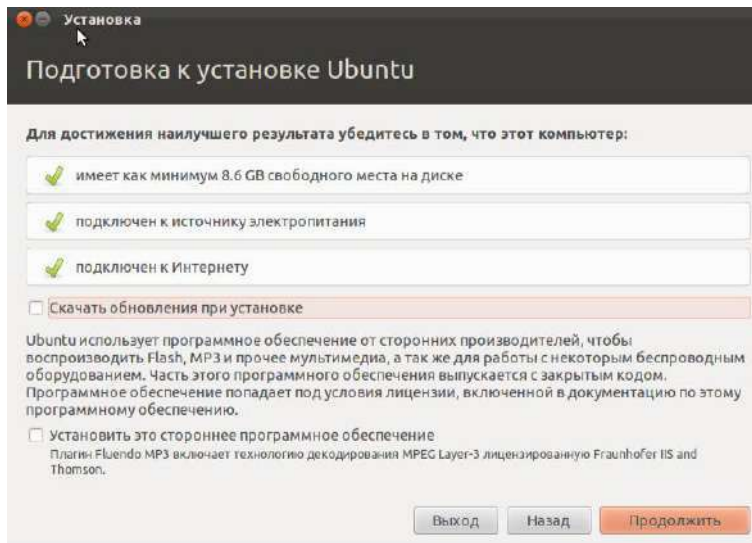 Установка
Подготовка к установке Ubuntu
Для достижения наилучшего результата убедитесь в том, что этот компьютер:
имеет как минимум 8.6 GB свободного места на диске
подключен к источнику электропитания
подключен к Интернету
Скачать обновления при установке
Ubuntu использует программное обеспечение от сторонних производителей, чтобы
воспроизводить Flash, MP3 и прочее мультимедиа, а так же для работы с некоторым беспроводным
оборудованием. Часть этого программного обеспечения выпускается с закрытым кодом.
Программное обеспечение попадает под условия лицензии, включенной в документацию по этому
программному обеспечению.
Установить это стороннее программное обеспечение
Плагин Fluendo MP3 включает технологию декодирования MPEG Layer-3 лицензированную Fraunhofer IIS and
Thomson.
Выход
Назад
Продолжить